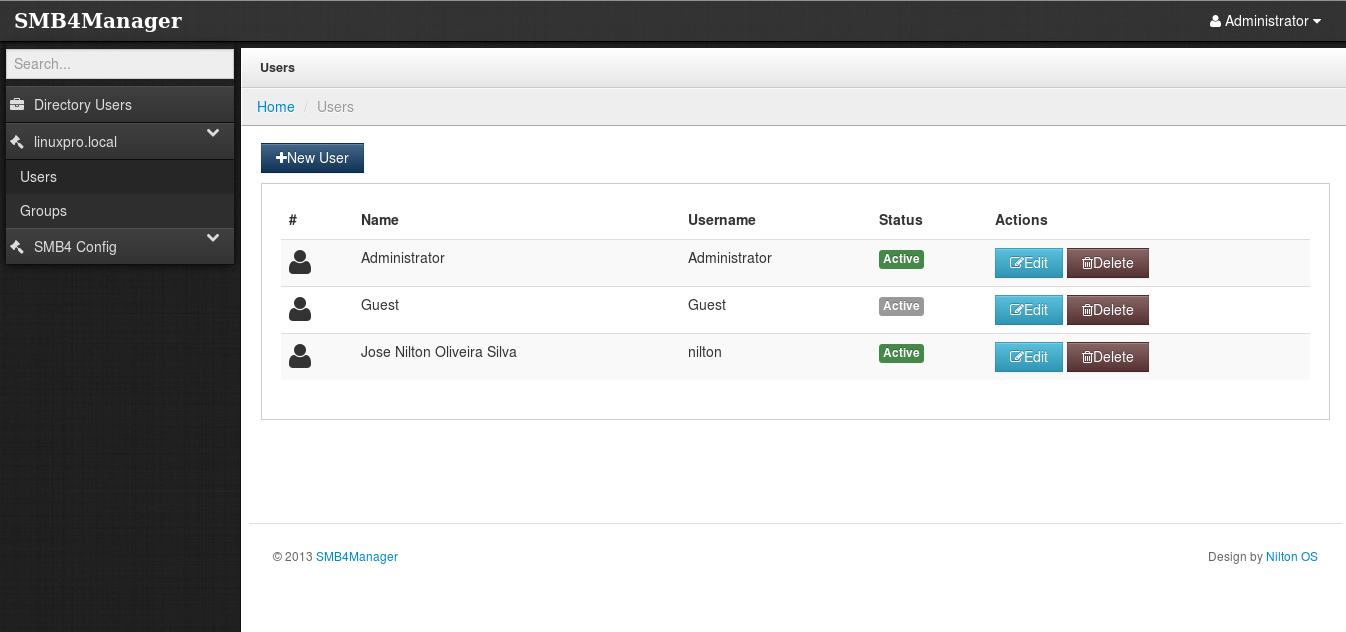 SMB4Manager
Administrator
Search...
Directory Users
linuxpro.local
Users
Groups
SMB4 Config
Users
Home / Users
New User
# Name Username Status Actions
Administrator Administrator Active Edit Delete
Guest Guest Active Edit Delete
Jose Nilton Oliveira Silva nilton Active Edit Delete
© 2013 SMB4Manager
Design by Nilton OS